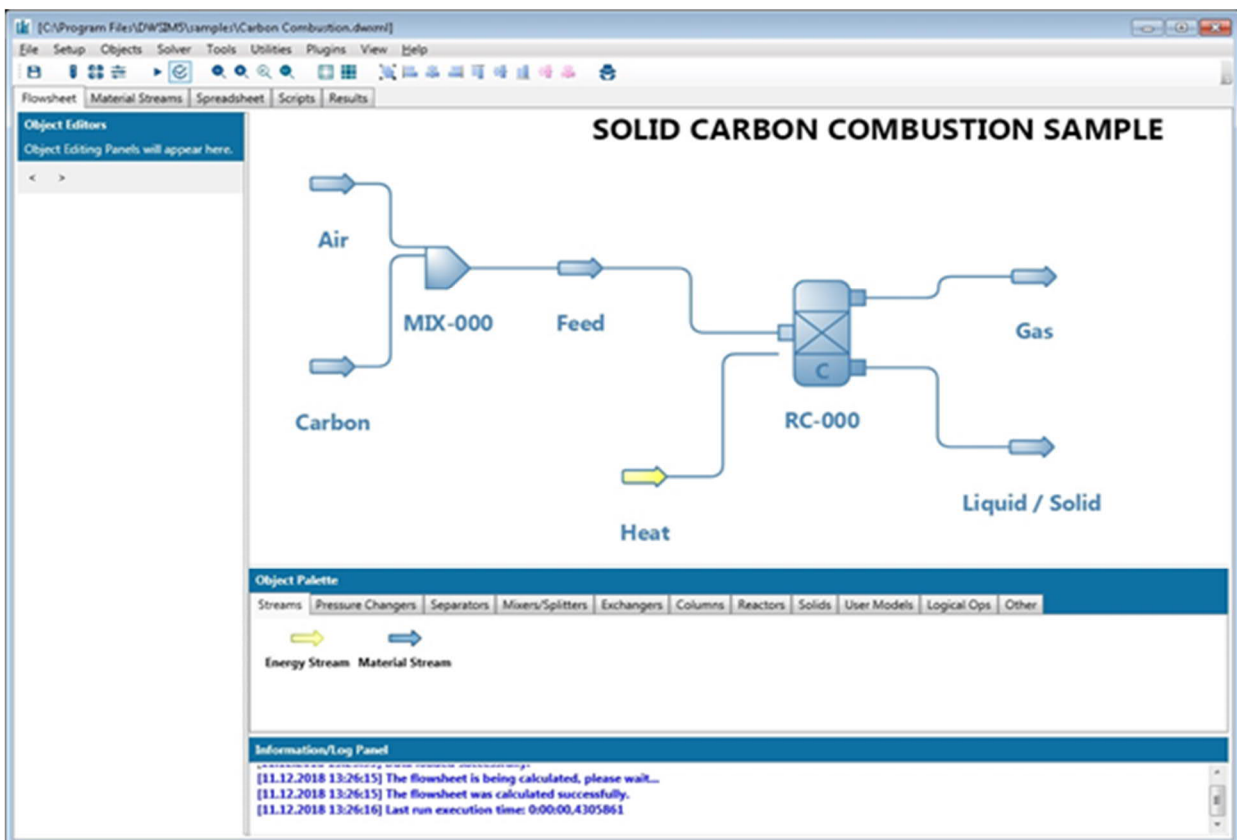 [C:\Program Files\DWSIM5\samples\Carbon Combustion.dwxml]
File Setup Objects Solver Tools Utilities Plugins View Help
Flowsheet Material Streams Spreadsheet Scripts Results
Object Editors
Object Editing Panels will appear here.
< >
SOLID CARBON COMBUSTION SAMPLE
Air
MIX-000
Feed
Gas
Carbon
C
RC-000
Heat
Liquid / Solid
Object Palette
Streams Pressure Changers Separators Mixers/Splitters Exchangers Columns Reactors Solids User Models Logical Ops Other
Energy Stream Material Stream
Information/Log Panel
[11.12.2018 13:26:15] The flowsheet is being calculated, please wait...
[11.12.2018 13:26:15] The flowsheet was calculated successfully.
[11.12.2018 13:26:16] Last run execution time: 0:00:00,4305861